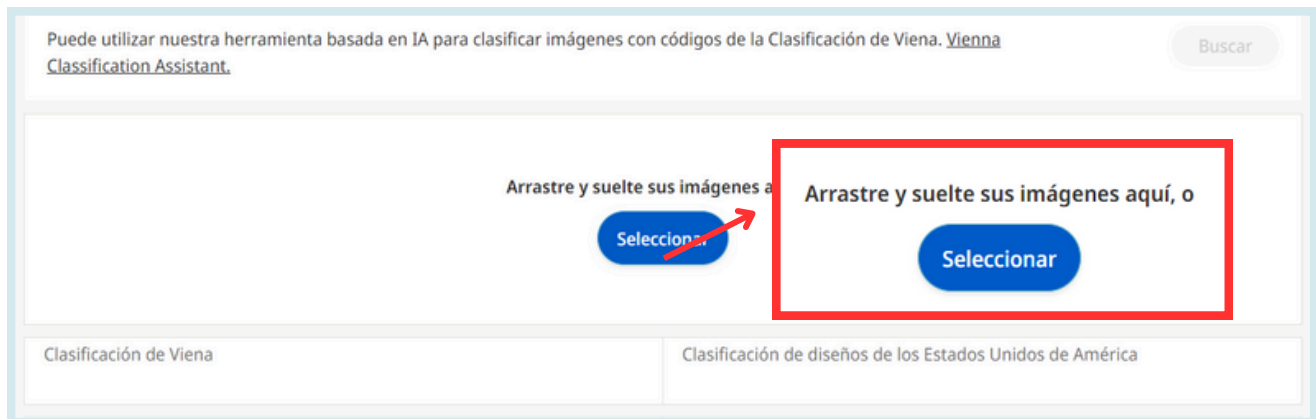 Puede utilizar nuestra herramienta basada en IA para clasificar imágenes con códigos de la Clasificación de Viena. Vienna
Classification Assistant.
Buscar
Arrastre y suelte sus imágenes a
Seleccionar
Arrastre y suelte sus imágenes aquí, o
Seleccionar
Clasificación de Viena
Clasificación de diseños de los Estados Unidos de América